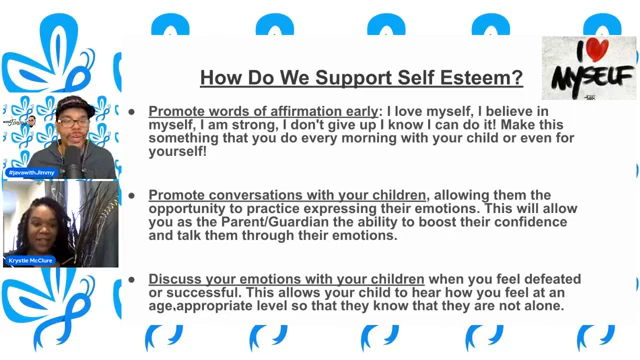 I
MYSELF
How Do We Support Self Esteem?
● Promote words of affirmation early: I love myself, I believe in
myself, I am strong, I don't give up I know I can do it! Make this
something that you do every morning with your child or even for
yourself!
● Promote conversations with your children, allowing them the
opportunity to practice expressing their emotions. This will allow
you as the Parent/Guardian the ability to boost their confidence
and talk them through their emotions.
● Discuss your emotions with your children when you feel defeated
or successful. This allows your child to hear how you feel at an
age,appropriate level so that they know that they are not alone.
#javawithJimmy
Krystle McClure